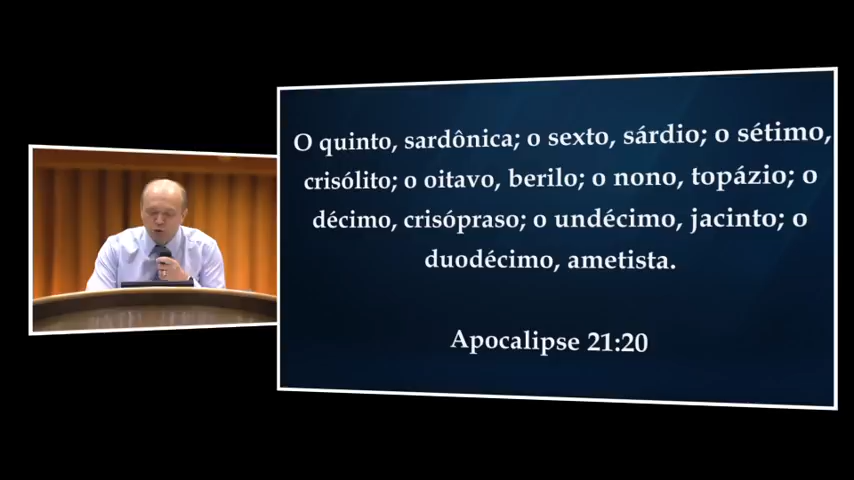 O quinto, sardônica; o sexto, sárdio; o sétimo,
crisólito; o oitavo, berilo; o nono, topázio; o
décimo, crisópraso; o undécimo, jacinto; o
duodécimo, ametista.
Apocalipse 21:20